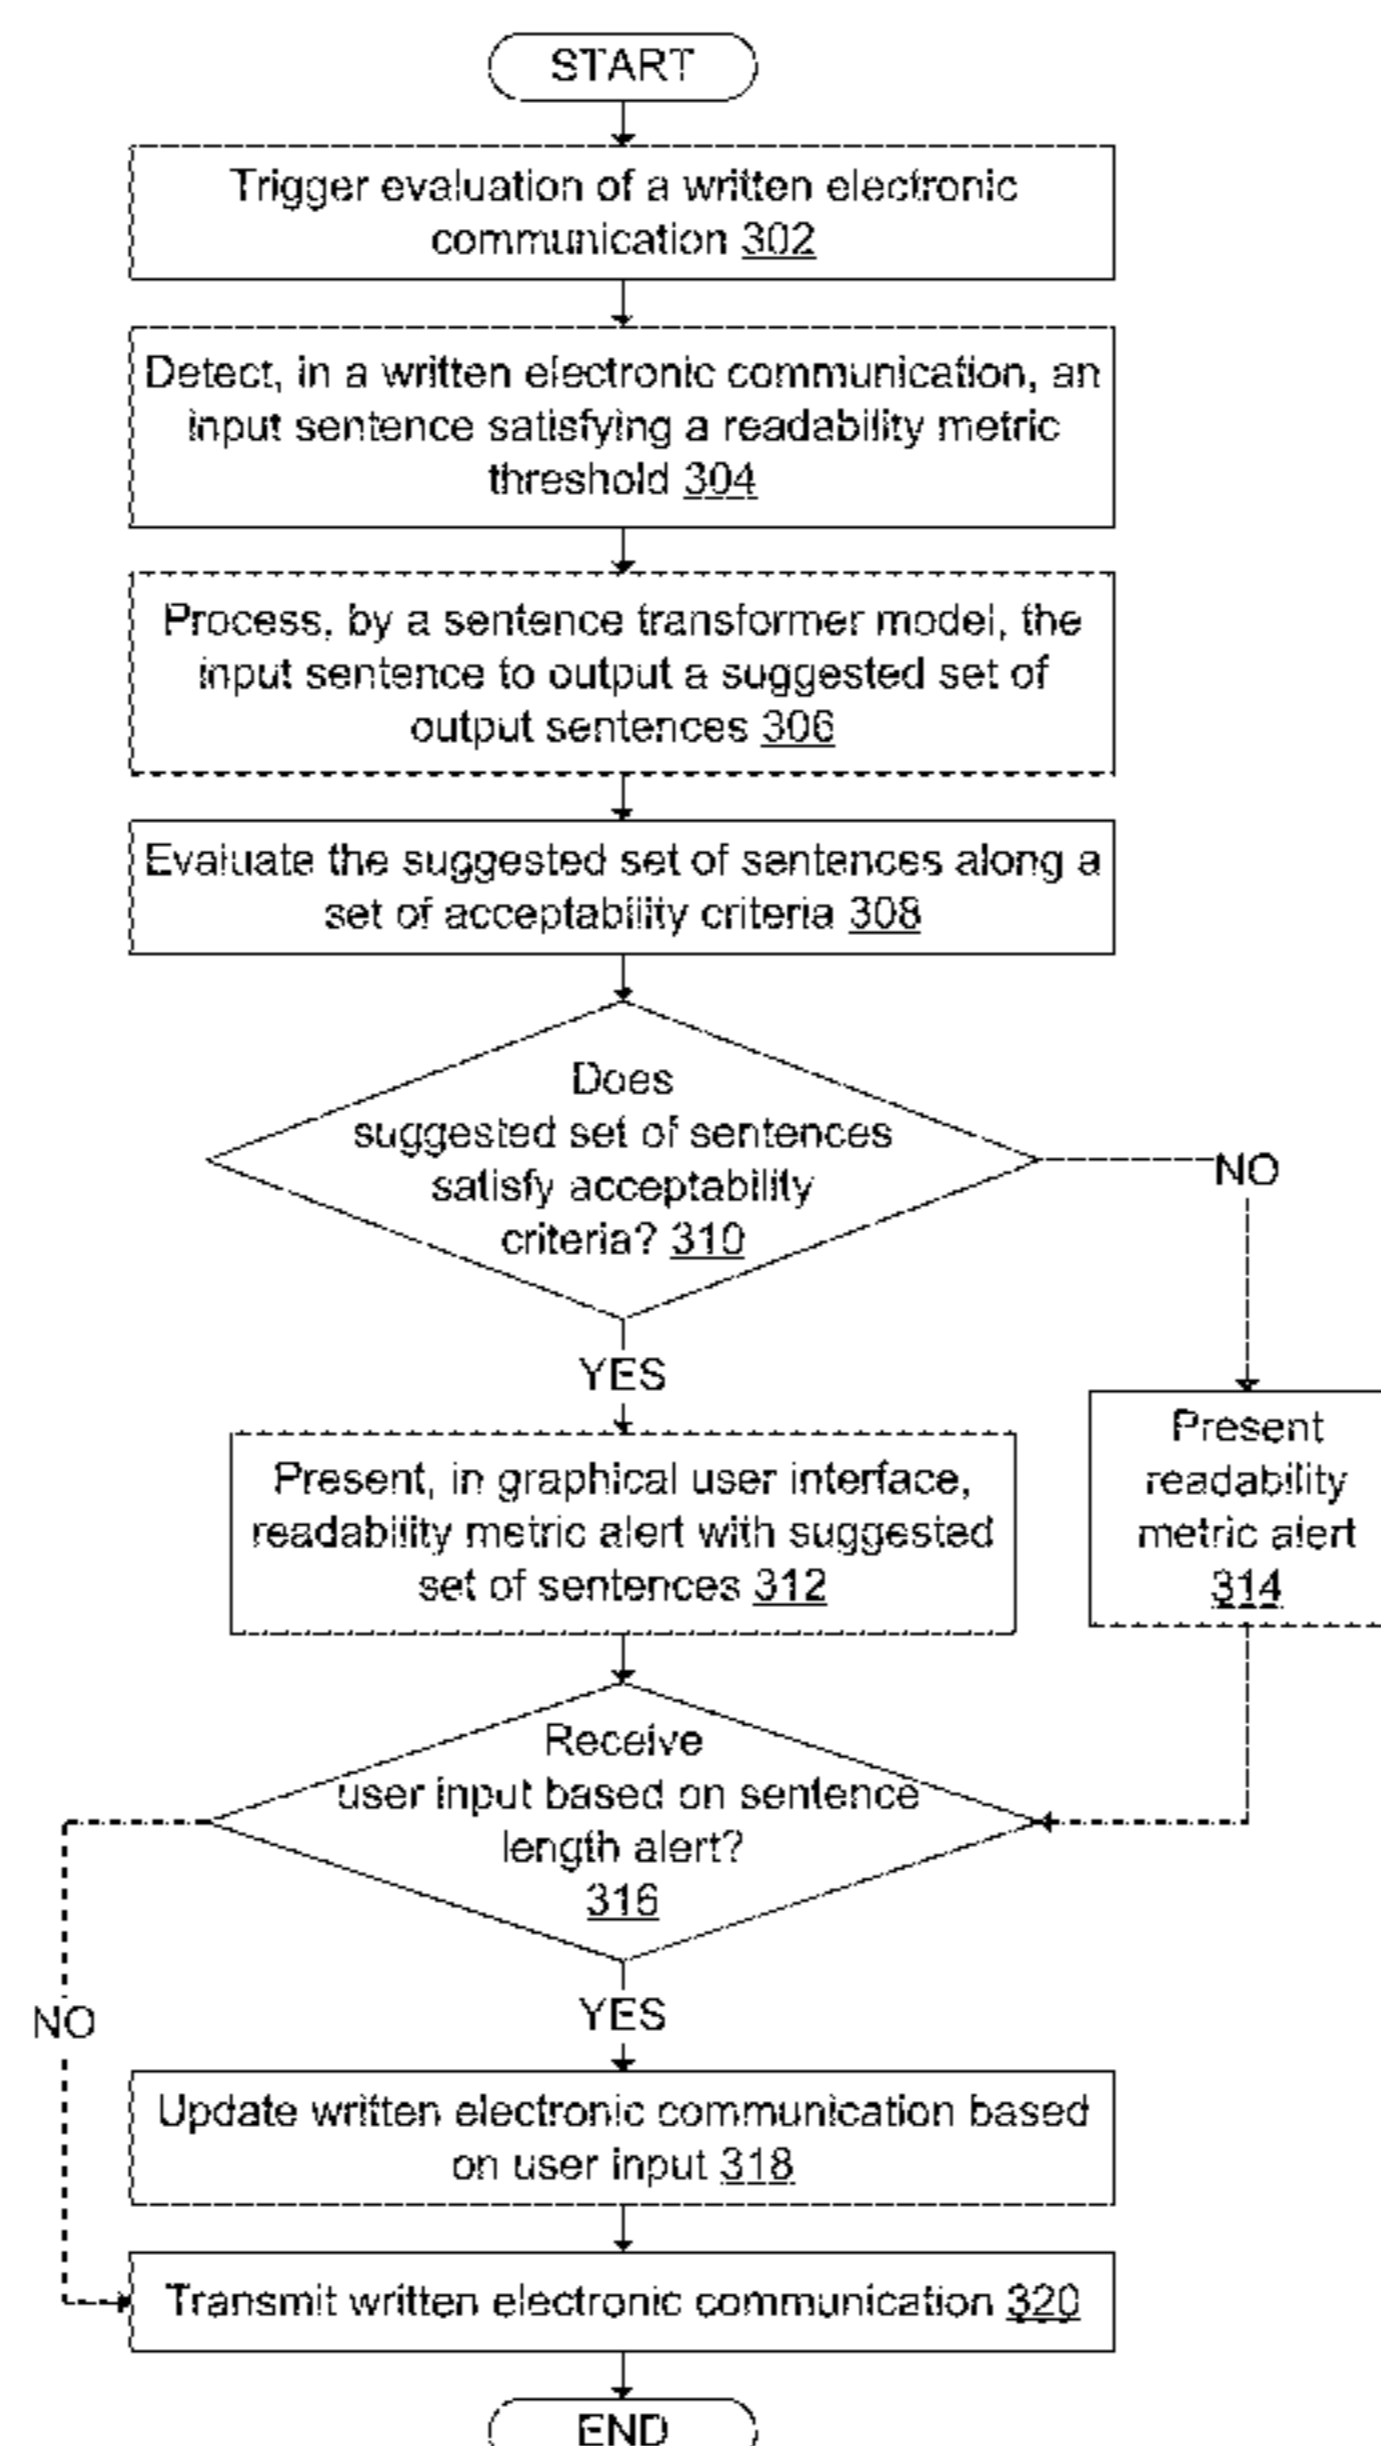 START
Trigger evaluation of a written electronic
communication 302
Detect, in a written electronic communication, an
input sentence satisfying a readability metric
threshold 304
Process, by a sentence transformer model, the
input sentence to output a suggested set of
output sentences 306
Evaluate the suggested set of sentences along a
set of acceptability criteria 308
Does
suggested set of sentences
satisfy acceptability
criteria? 310
NO
YES
Present, in graphical user interface,
readability metric alert with suggested
set of sentences 312
Present
readability
metric alert
314
Receive
user input based on sentence
length alert?
316
NO
YES
Update written electronic communication based
on user input 318
Transmit written electronic communication 320
END